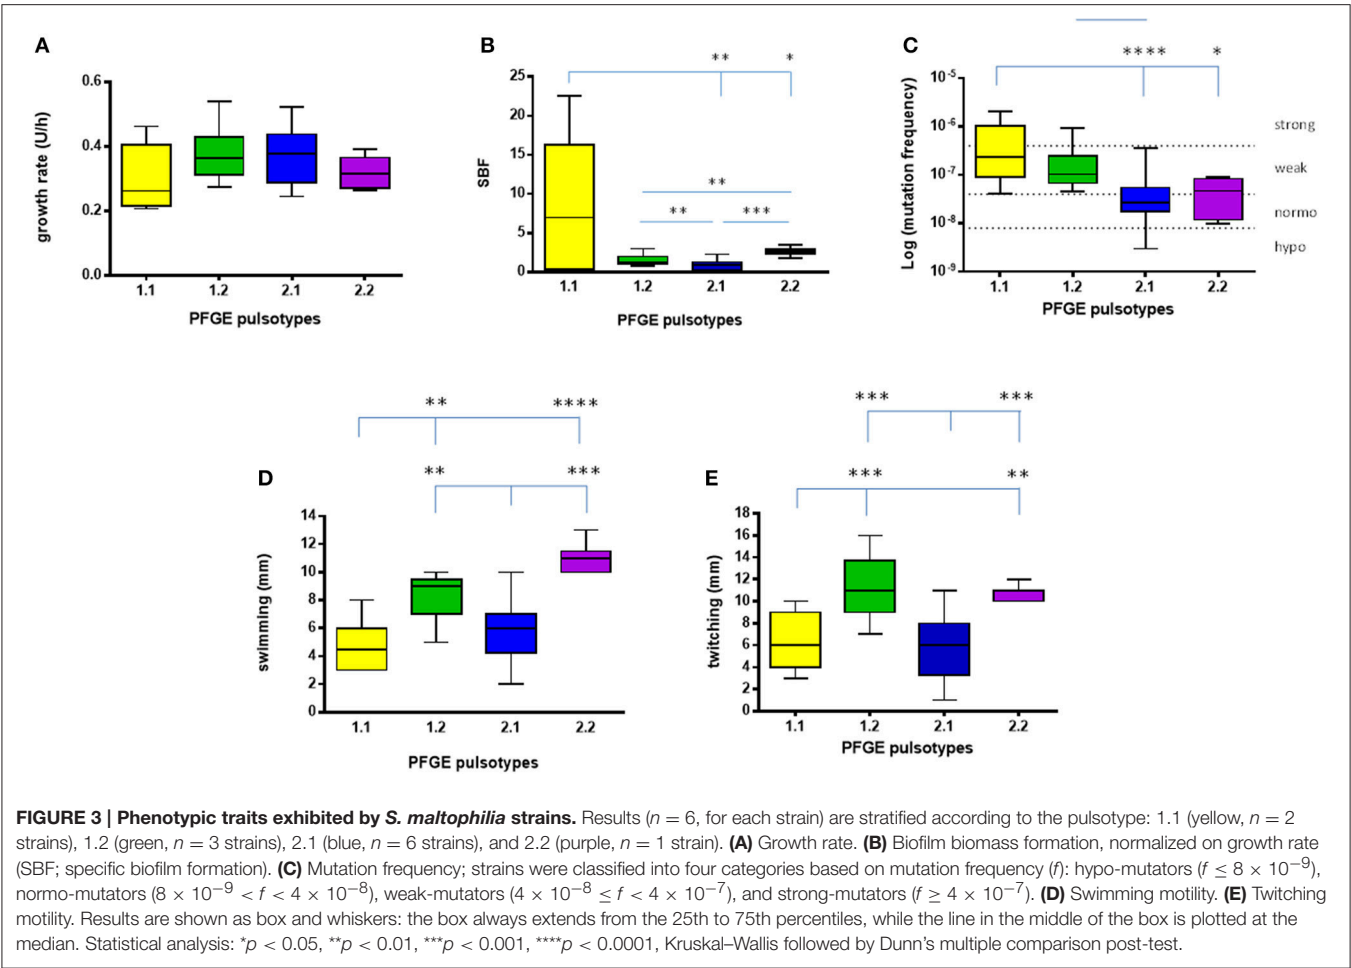 A
growth rate (U/h)
0.6
0.4
0.2
0.0
1.1 1.2 2.1 2.2
PFGE pulsotypes
B
** *
SBF
25
20
15
10
5
0
**
** ***
1.1 1.2 2.1 2.2
PFGE pulsotypes
C
**** *
Log (mutation frequency)
10-5
10-6
10-7
10-8
10-9
strong
weak
normo
hypo
1.1 1.2 2.1 2.2
PFGE pulsotypes
** ****
D
** ***
swimming (mm)
14
12
10
8
6
4
2
0
1.1 1.2 2.1 2.2
PFGE pulsotypes
*** ***
E
*** **
twitching (mm)
18
16
14
12
10
8
6
4
2
0
1.1 1.2 2.1 2.2
PFGE pulsotypes
FIGURE 3 | Phenotypic traits exhibited by S. maltophilia strains. Results (n = 6, for each strain) are stratified according to the pulsotype: 1.1 (yellow, n = 2
strains), 1.2 (green, n = 3 strains), 2.1 (blue, n = 6 strains), and 2.2 (purple, n = 1 strain). (A) Growth rate. (B) Biofilm biomass formation, normalized on growth rate
(SBF; specific biofilm formation). (C) Mutation frequency; strains were classified into four categories based on mutation frequency (f): hypo-mutators (f ≤ 8 × 10−9),
normo-mutators (8 × 10−9 < f < 4 × 10−8), weak-mutators (4 × 10−8 ≤ f < 4 × 10−7), and strong-mutators (f ≥ 4 × 10−7). (D) Swimming motility. (E) Twitching
motility. Results are shown as box and whiskers: the box always extends from the 25th to 75th percentiles, while the line in the middle of the box is plotted at the
median. Statistical analysis: *p < 0.05, **p < 0.01, ***p < 0.001, ****p < 0.0001, Kruskal–Wallis followed by Dunn's multiple comparison post-test.